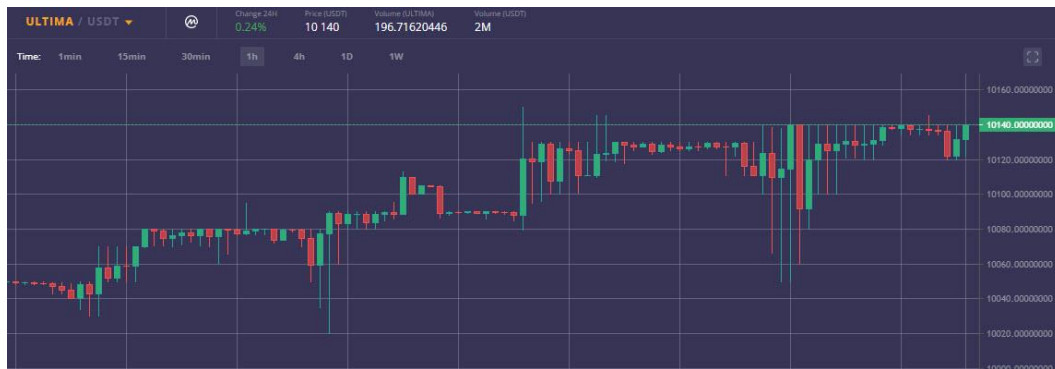 ULTIMA / USDT
Change 24H Price (USDT) Volume (ULTIMA) Volume (USDT)
0.24% 10 140 196.71620446 2M
Time: 1min 15min 30min 1h 4h 1D 1W
10160.00000000
10140.00000000
10120.00000000
10100.00000000
10080.00000000
10060.00000000
10040.00000000
10020.00000000
10000.00000000